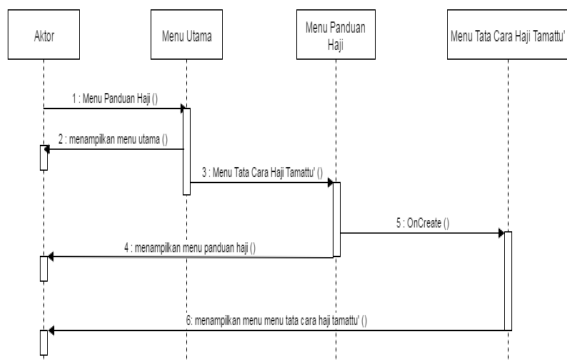 Aktor
Menu Utama
Menu Panduan
Haji
Menu Tata Cara Haji Tamattu'
1 : Menu Panduan Haji ()
2 : menampilkan menu utama ()
3 : Menu Tata Cara Haji Tamattu' ()
5 : OnCreate ()
4 : menampilkan menu panduan haji ()
6: menampilkan menu menu tata cara haji tamattu' ()